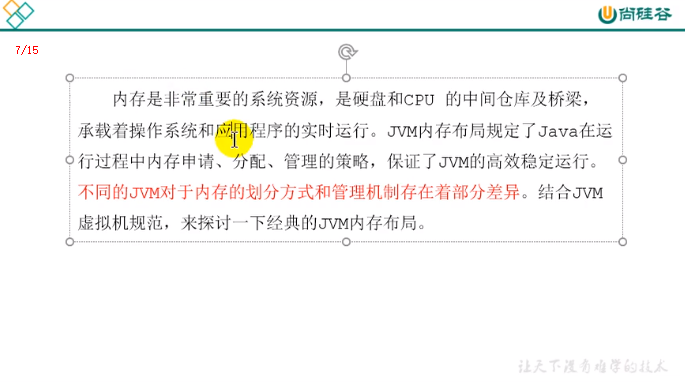 尚硅谷
7/15
内存是非常重要的系统资源，是硬盘和CPU 的中间仓库及桥梁，
承载着操作系统和应用程序的实时运行。JVM内存布局规定了Java在运
行过程中内存申请、分配、管理的策略，保证了JVM的高效稳定运行。
不同的JVM对于内存的划分方式和管理机制存在着部分差异。结合JVM
虚拟机规范，来探讨一下经典的JVM内存布局。
让天下没有难学的技术